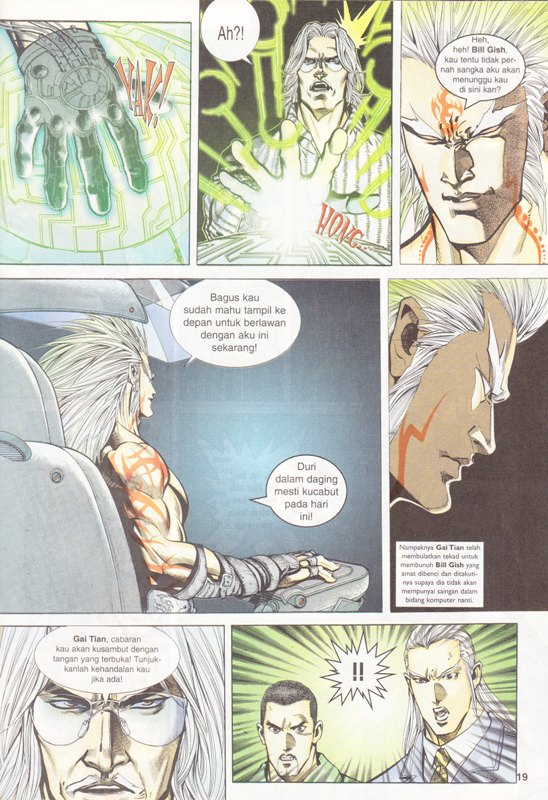 YAK!
Ah?!
HONG...
Heh,
heh! Bill Gish,
kau tentu tidak per-
nah sangka aku akan
menunggu kau
di sini kan?
Bagus kau
sudah mahu tampil ke
depan untuk berlawan
dengan aku ini
sekarang!
Duri
dalam daging
mesti kucabut
pada hari
ini!
Nampaknya Gai Tian telah
membulatkan tekad untuk
membunuh Bill Gish yang
amat dibenci dan ditakuti-
nya supaya dia tidak akan
mempunyai saingan dalam
bidang komputer nanti.
Gai Tian, cabaran
kau akan kusambut dengan
tangan yang terbuka! Tunjuk-
kanlah kehandalan kau
jika ada!
!!
19